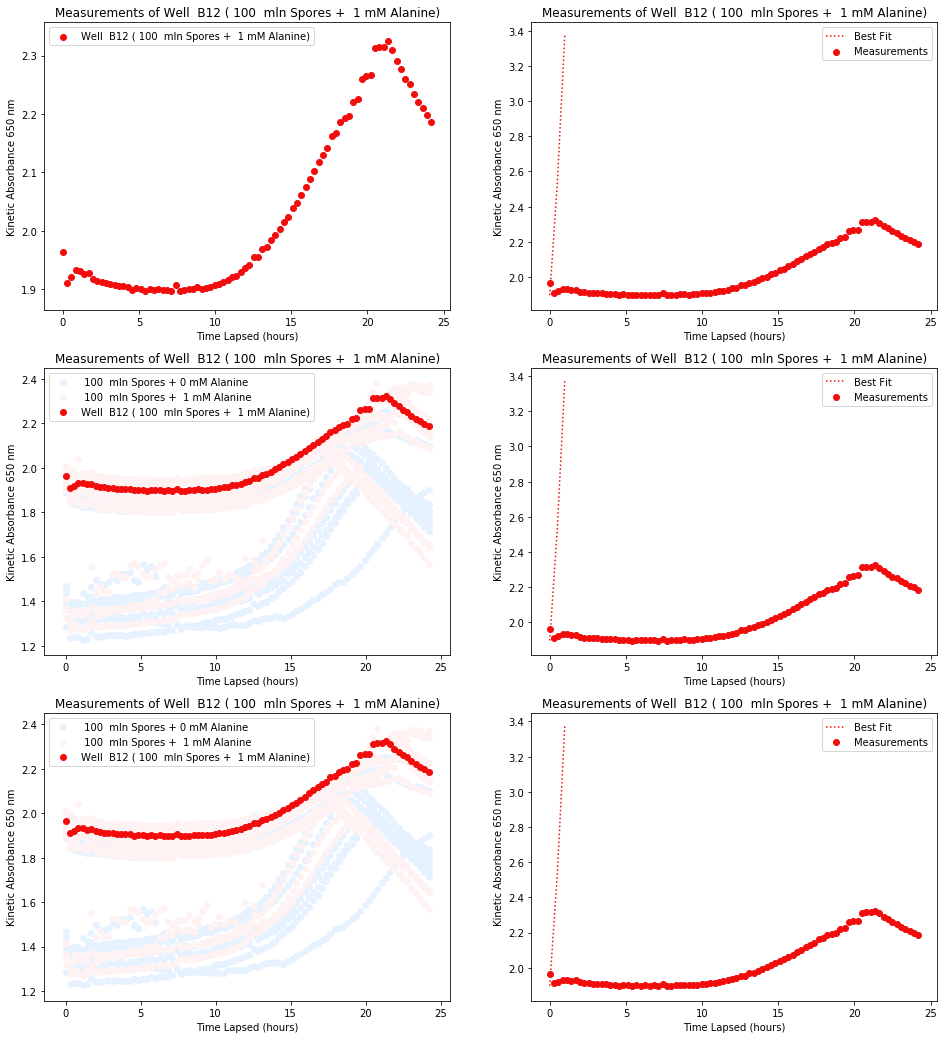 Measurements of Well B12 ( 100 mln Spores + 1 mM Alanine)
Well B12 ( 100 mln Spores + 1 mM Alanine)
Kinetic Absorbance 650 nm
2.3
2.2
2.1
2.0
1.9
0 5 10 15 20 25
Time Lapsed (hours)
Measurements of Well B12 ( 100 mln Spores + 1 mM Alanine)
Best Fit
Measurements
Kinetic Absorbance 650 nm
3.4
3.2
3.0
2.8
2.6
2.4
2.2
2.0
0 5 10 15 20 25
Time Lapsed (hours)
Measurements of Well B12 ( 100 mln Spores + 1 mM Alanine)
100 mln Spores + 0 mM Alanine
100 mln Spores + 1 mM Alanine
Well B12 ( 100 mln Spores + 1 mM Alanine)
Kinetic Absorbance 650 nm
2.4
2.2
2.0
1.8
1.6
1.4
1.2
0 5 10 15 20 25
Time Lapsed (hours)
Measurements of Well B12 ( 100 mln Spores + 1 mM Alanine)
Best Fit
Measurements
Kinetic Absorbance 650 nm
3.4
3.2
3.0
2.8
2.6
2.4
2.2
2.0
0 5 10 15 20 25
Time Lapsed (hours)
Measurements of Well B12 ( 100 mln Spores + 1 mM Alanine)
100 mln Spores + 0 mM Alanine
100 mln Spores + 1 mM Alanine
Well B12 ( 100 mln Spores + 1 mM Alanine)
Kinetic Absorbance 650 nm
2.4
2.2
2.0
1.8
1.6
1.4
1.2
0 5 10 15 20 25
Time Lapsed (hours)
Measurements of Well B12 ( 100 mln Spores + 1 mM Alanine)
Best Fit
Measurements
Kinetic Absorbance 650 nm
3.4
3.2
3.0
2.8
2.6
2.4
2.2
2.0
0 5 10 15 20 25
Time Lapsed (hours)